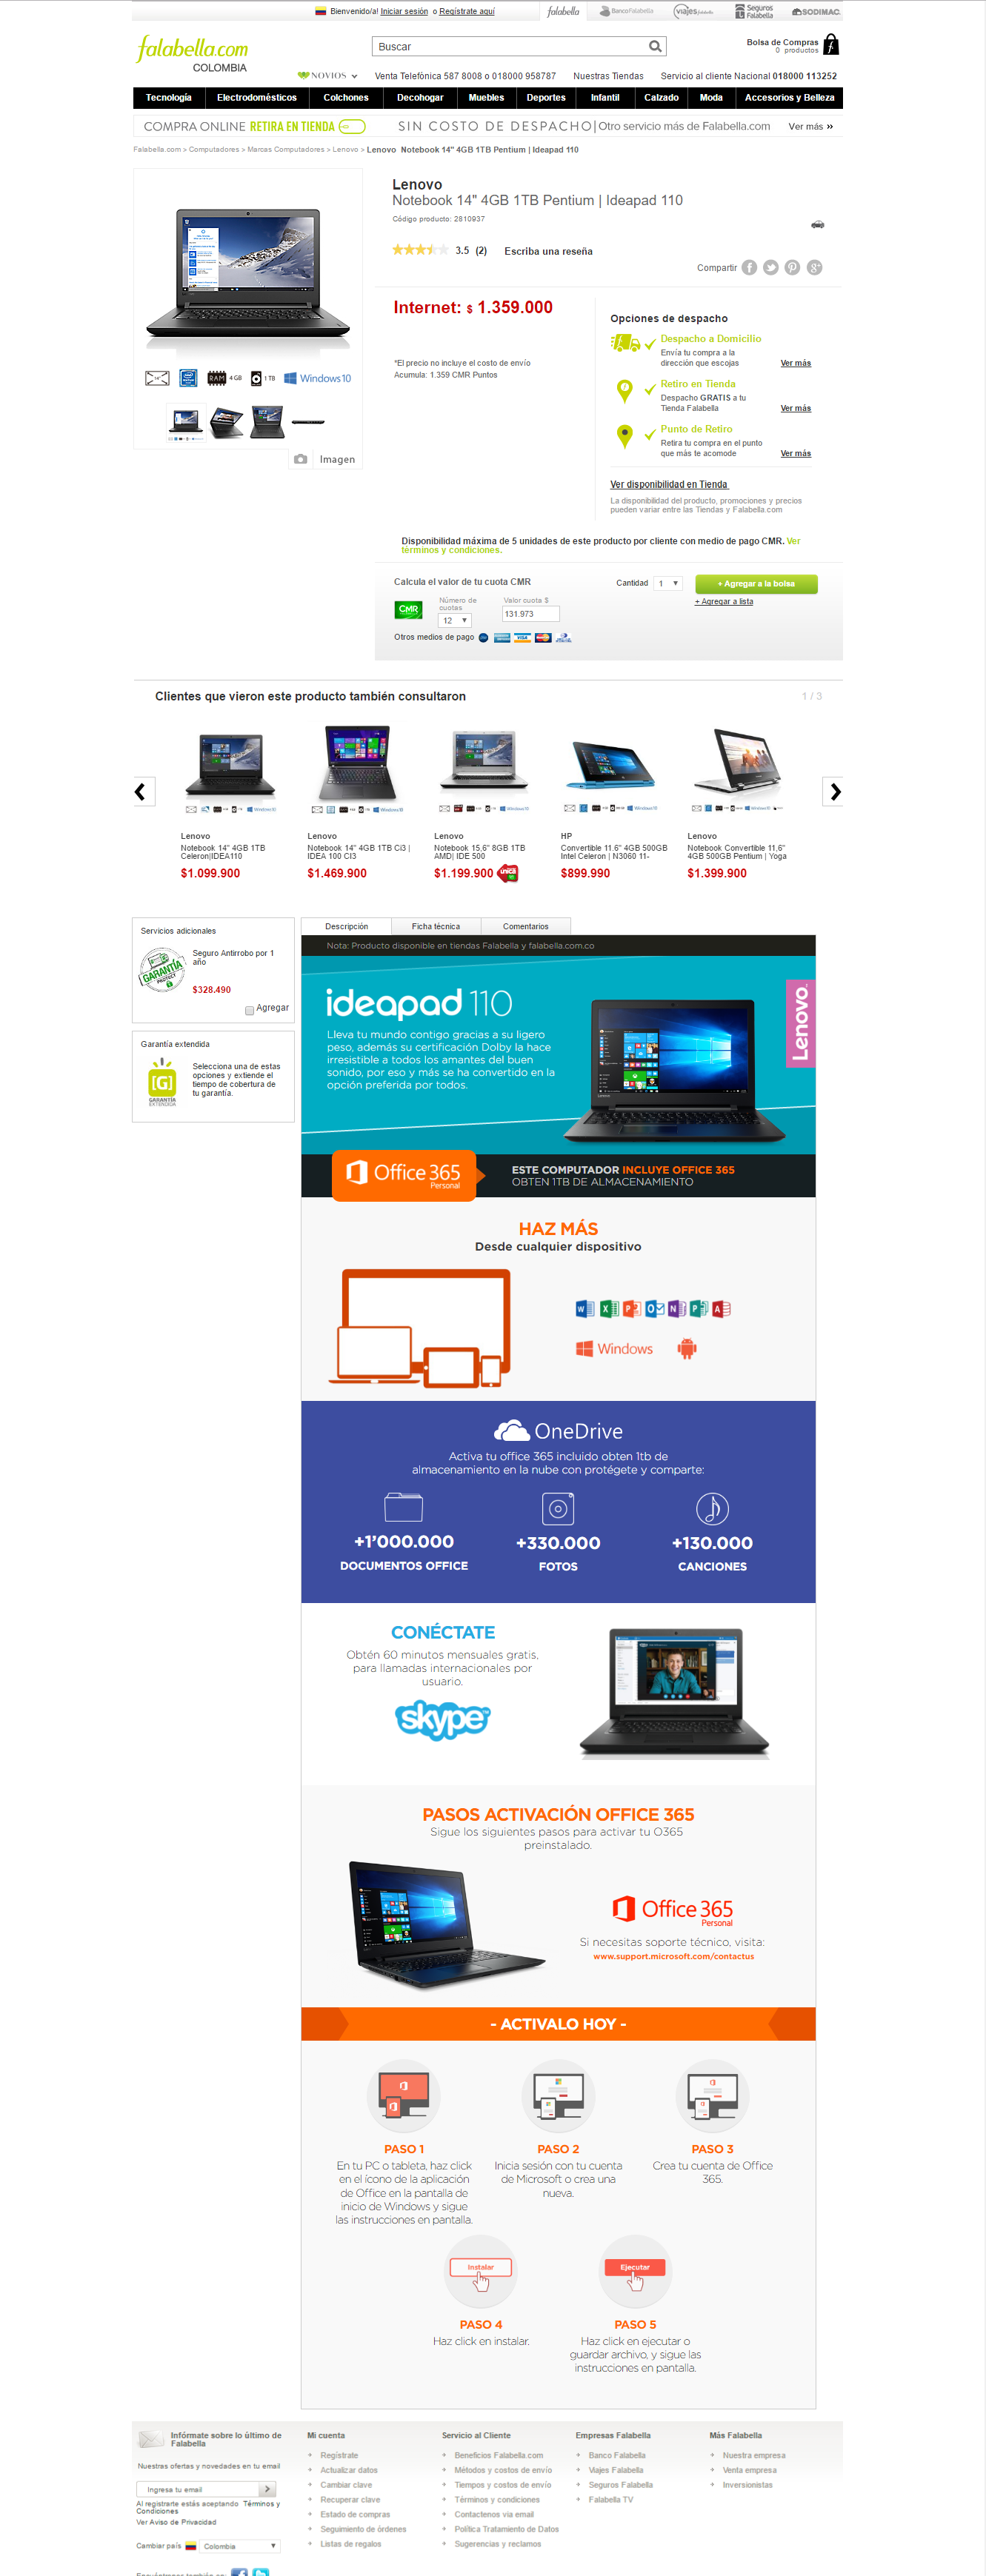 Bienvenido/a! Iniciar sesión o Regístrate aquí
falabella
BancoFalabella
viajesfalabella
Seguros Falabella
SODIMAC
falabella.com
COLOMBIA
Buscar
Bolsa de Compras
0 productos
NOVIOS
Venta Telefónica 587 8008 o 018000 958787
Nuestras Tiendas
Servicio al cliente Nacional 018000 113252
Tecnología
Electrodomésticos
Colchones
Decohogar
Muebles
Deportes
Infantil
Calzado
Moda
Accesorios y Belleza
COMPRA ONLINE RETIRA EN TIENDA
SIN COSTO DE DESPACHO|Otro servicio más de Falabella.com
Ver más »
Falabella.com > Computadores > Marcas Computadores > Lenovo > Lenovo Notebook 14" 4GB 1TB Pentium | Ideapad 110
Lenovo
Notebook 14" 4GB 1TB Pentium | Ideapad 110
Código producto: 2810937
3.5 (2) Escriba una reseña
Compartir
RAM 4 GB
1 TB
Windows 10
Imagen
Internet: $ 1.359.000
*El precio no incluye el costo de envío
Acumula: 1.359 CMR Puntos
Opciones de despacho
Despacho a Domicilio
Envía tu compra a la
dirección que escojas
Ver más
Retiro en Tienda
Despacho GRATIS a tu
Tienda Falabella
Ver más
Punto de Retiro
Retira tu compra en el punto
que más te acomode
Ver más
Ver disponibilidad en Tienda
La disponibilidad del producto, promociones y precios
pueden variar entre las Tiendas y Falabella.com
Disponibilidad máxima de 5 unidades de este producto por cliente con medio de pago CMR. Ver
términos y condiciones.
Calcula el valor de tu cuota CMR
CMR
Número de
cuotas
12
Valor cuota $
131.973
Otros medios de pago
VISA
Cantidad 1
+ Agregar a la bolsa
+ Agregar a lista
Clientes que vieron este producto también consultaron
1 / 3
Lenovo
Notebook 14" 4GB 1TB
Celeron|IDEA110
$1.099.900
Lenovo
Notebook 14" 4GB 1TB Ci3 |
IDEA 100 CI3
$1.469.900
Lenovo
Notebook 15,6" 8GB 1TB
AMD| IDE 500
$1.199.900
única
HP
Convertible 11.6" 4GB 500GB
Intel Celeron | N3060 11-
$899.990
Lenovo
Notebook Convertible 11,6"
4GB 500GB Pentium | Yoga
$1.399.900
Servicios adicionales
GARANTÍA
PROTECT
Seguro Antirrobo por 1
año
$328.490
Agregar
Garantía extendida
[G]
GARANTÍA
EXTENDIDA
Selecciona una de estas
opciones y extiende el
tiempo de cobertura de
tu garantía.
Descripción
Ficha técnica
Comentarios
Nota: Producto disponible en tiendas Falabella y falabella.com.co
ideapad 110
Lleva tu mundo contigo gracias a su ligero
peso, además su certificación Dolby la hace
irresistible a todos los amantes del buen
sonido, por eso y más se ha convertido en la
opción preferida por todos.
Lenovo
Office 365
Personal
ESTE COMPUTADOR INCLUYE OFFICE 365
OBTEN 1TB DE ALMACENAMIENTO
HAZ MÁS
Desde cualquier dispositivo
Windows
OneDrive
Activa tu office 365 incluido obten 1tb de
almacenamiento en la nube con protégete y comparte:
+1'000.000
DOCUMENTOS OFFICE
+330.000
FOTOS
+130.000
CANCIONES
CONÉCTATE
Obtén 60 minutos mensuales gratis,
para llamadas internacionales por
usuario.
skype
PASOS ACTIVACIÓN OFFICE 365
Sigue los siguientes pasos para activar tu O365
preinstalado.
Office 365
Personal
Si necesitas soporte técnico, visita:
www.support.microsoft.com/contactus
- ACTIVALO HOY -
PASO 1
En tu PC o tableta, haz click
en el ícono de la aplicación
de Office en la pantalla de
inicio de Windows y sigue
las instrucciones en pantalla.
PASO 2
Inicia sesión con tu cuenta
de Microsoft o crea una
nueva.
PASO 3
Crea tu cuenta de Office
365.
Instalar
PASO 4
Haz click en instalar.
Ejecutar
PASO 5
Haz click en ejecutar o
guardar archivo, y sigue las
instrucciones en pantalla.
Infórmate sobre lo último de
Falabella
Nuestras ofertas y novedades en tu email
Ingresa tu email
Al registrarte estás aceptando Términos y
Condiciones
Ver Aviso de Privacidad
Cambiar país Colombia
Encuéntranos también en:
Mi cuenta
+ Regístrate
+ Actualizar datos
+ Cambiar clave
+ Recuperar clave
+ Estado de compras
+ Seguimiento de órdenes
+ Listas de regalos
Servicio al Cliente
+ Beneficios Falabella.com
+ Métodos y costos de envío
+ Tiempos y costos de envío
+ Términos y condiciones
+ Contactenos vía email
+ Política Tratamiento de Datos
+ Sugerencias y reclamos
Empresas Falabella
+ Banco Falabella
+ Viajes Falabella
+ Seguros Falabella
+ Falabella TV
Más Falabella
+ Nuestra empresa
+ Venta empresa
+ Inversionistas